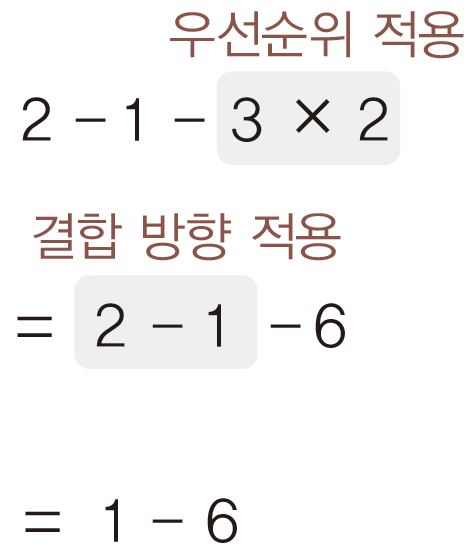 우선순위 적용
2 − 1 − 3 × 2
결합 방향 적용
= 2 − 1 − 6
= 1 − 6